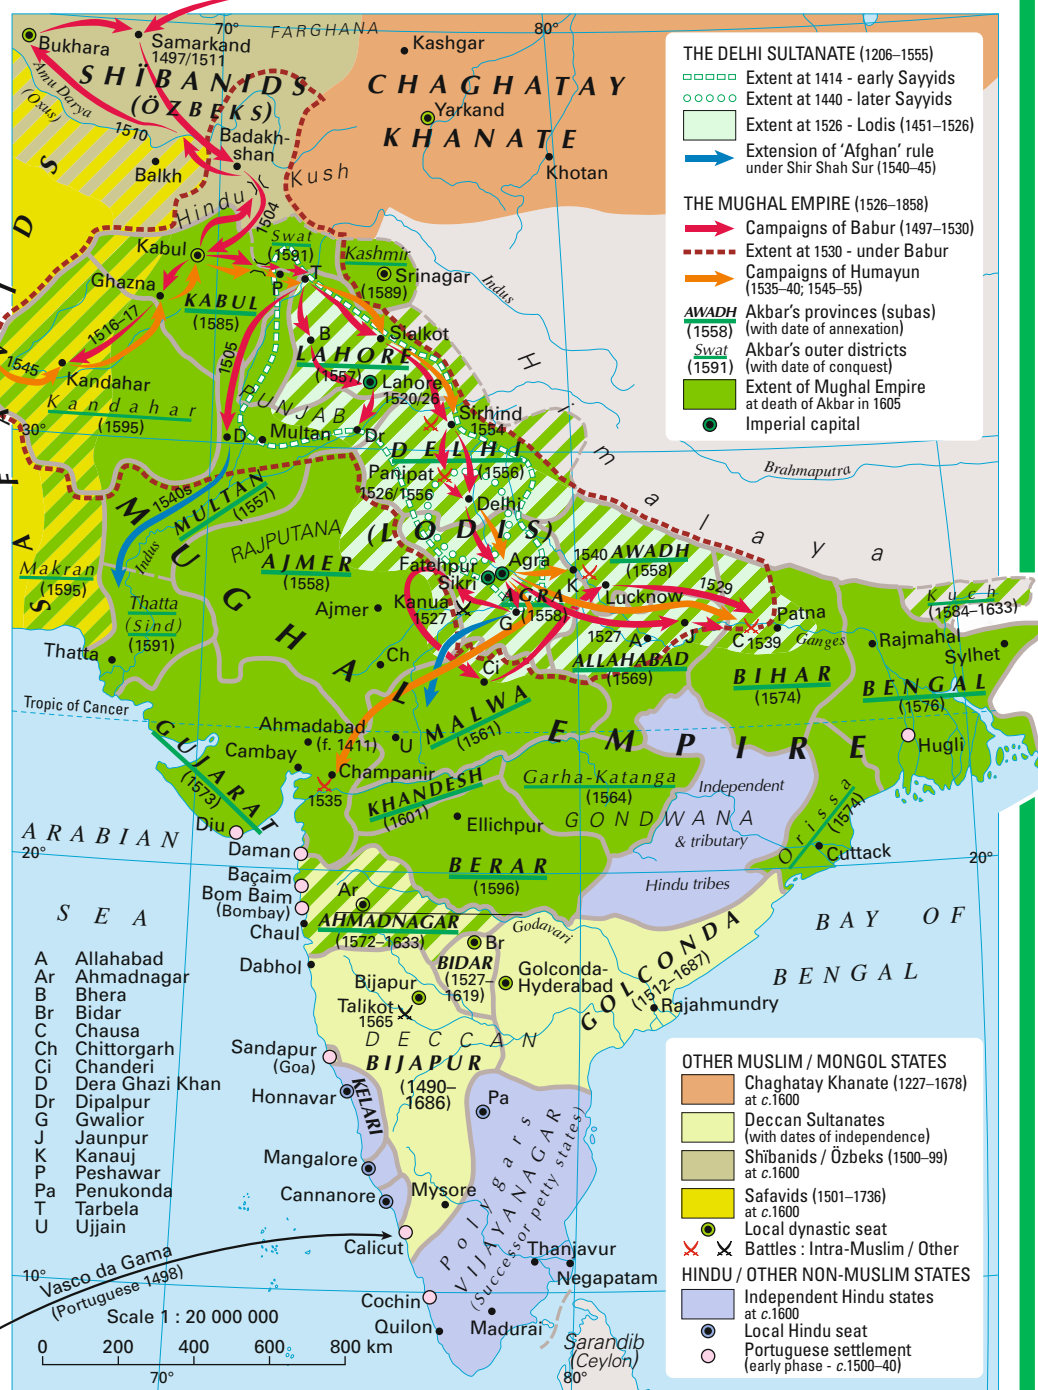 70°
80°
FARGHANA
Bukhara
Samarkand
1497/1511
Kashgar
SHÏBANIDS
(ÖZBEKS)
CHAGHATAY
KHANATE
Amu Darya
(Oxus)
1510
Yarkand
Badakh-
shan
Balkh
Khotan
Hindu Kush
1504
Kabul
Swat
(1591)
Kashmir
Srinagar
(1589)
Indus
Ghazna
KABUL
(1585)
P
T
1516–17
B
Sialkot
LAHORE
(1557)
Lahore
1520/26
1545
Kandahar
1505
Kandahar
(1595)
PUNJAB
Sirhind
1554
30°
D
Multan
Dr
DELHI
(1556)
Himalaya
Brahmaputra
Panipat
1526/1556
Delhi
SAFAVIDS
1540s
MULTAN
(1557)
RAJPUTANA
(LODIS)
AJMER
(1558)
Indus
Makran
(1595)
Fatehpur
Sikri
Agra
1540
K
AWADH
(1558)
Lucknow
1529
Thatta
(Sind)
(1591)
Ajmer
Kanua
1527
AGRA
(1558)
G
1527
A
J
C
1539
Patna
Ganges
Kuch
(1584–1633)
Rajmahal
Sylhet
Thatta
Ch
Ci
ALLAHABAD
(1569)
BIHAR
(1574)
BENGAL
(1576)
MUGHAL EMPIRE
Tropic of Cancer
MALWA
(1561)
Ahmadabad
(f. 1411)
U
Hugli
GUJARAT
(1573)
Cambay
Champanir
1535
KHANDESH
(1601)
Garha-Katanga
(1564)
Independent
& tributary
Hindu tribes
GONDWANA
Orissa
(1574)
Ellichpur
Diu
ARABIAN
SEA
20°
Daman
BERAR
(1596)
Cuttack
20°
Baçaim
Bom Baim
(Bombay)
Chaul
Ar
AHMADNAGAR
(1572–1633)
Godavari
BAY OF
BENGAL
Dabhol
Br
BIDAR
(1527–
1619)
Golconda-
Hyderabad
GOLCONDA
(1512–1687)
Bijapur
Talikot
1565
Rajahmundry
DECCAN
Sandapur
(Goa)
BIJAPUR
(1490–
1686)
Honnavar
KELARI
Pa
Mangalore
Cannanore
Mysore
Polygars
VIJAYANAGAR
(Successor petty states)
Calicut
Thanjavur
Negapatam
Vasco da Gama
(Portuguese 1498)
10°
Cochin
Quilon
Madurai
Sarandib
(Ceylon)
Scale 1 : 20 000 000
0 200 400 600 800 km
70°
80°
A Allahabad
Ar Ahmadnagar
B Bhera
Br Bidar
C Chausa
Ch Chittorgarh
Ci Chanderi
D Dera Ghazi Khan
Dr Dipalpur
G Gwalior
J Jaunpur
K Kanauj
P Peshawar
Pa Penukonda
T Tarbela
U Ujjain
THE DELHI SULTANATE (1206–1555)
Extent at 1414 - early Sayyids
Extent at 1440 - later Sayyids
Extent at 1526 - Lodis (1451–1526)
Extension of 'Afghan' rule
under Shir Shah Sur (1540–45)
THE MUGHAL EMPIRE (1526–1858)
Campaigns of Babur (1497–1530)
Extent at 1530 - under Babur
Campaigns of Humayun
(1535–40; 1545–55)
AWADH
(1558)
Akbar's provinces (subas)
(with date of annexation)
Swat
(1591)
Akbar's outer districts
(with date of conquest)
Extent of Mughal Empire
at death of Akbar in 1605
Imperial capital
OTHER MUSLIM / MONGOL STATES
Chaghatay Khanate (1227–1678)
at c.1600
Deccan Sultanates
(with dates of independence)
Shïbanids / Özbeks (1500–99)
at c.1600
Safavids (1501–1736)
at c.1600
Local dynastic seat
Battles : Intra-Muslim / Other
HINDU / OTHER NON-MUSLIM STATES
Independent Hindu states
at c.1600
Local Hindu seat
Portuguese settlement
(early phase - c.1500–40)